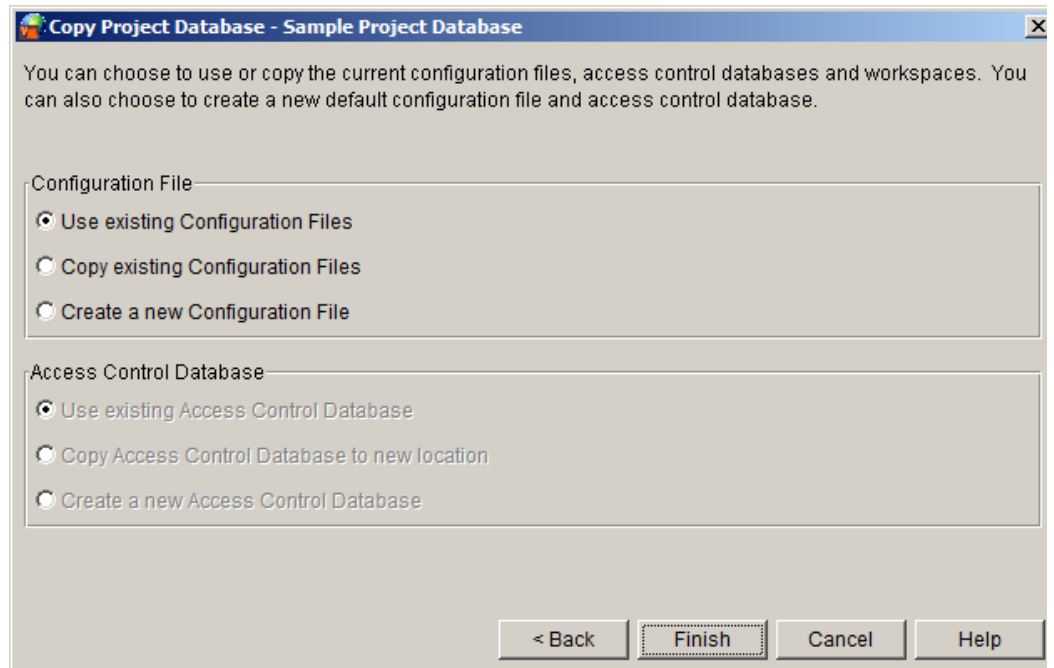 Copy Project Database - Sample Project Database
You can choose to use or copy the current configuration files, access control databases and workspaces. You
can also choose to create a new default configuration file and access control database.
Configuration File
Use existing Configuration Files
Copy existing Configuration Files
Create a new Configuration File
Access Control Database
Use existing Access Control Database
Copy Access Control Database to new location
Create a new Access Control Database
< Back Finish Cancel Help